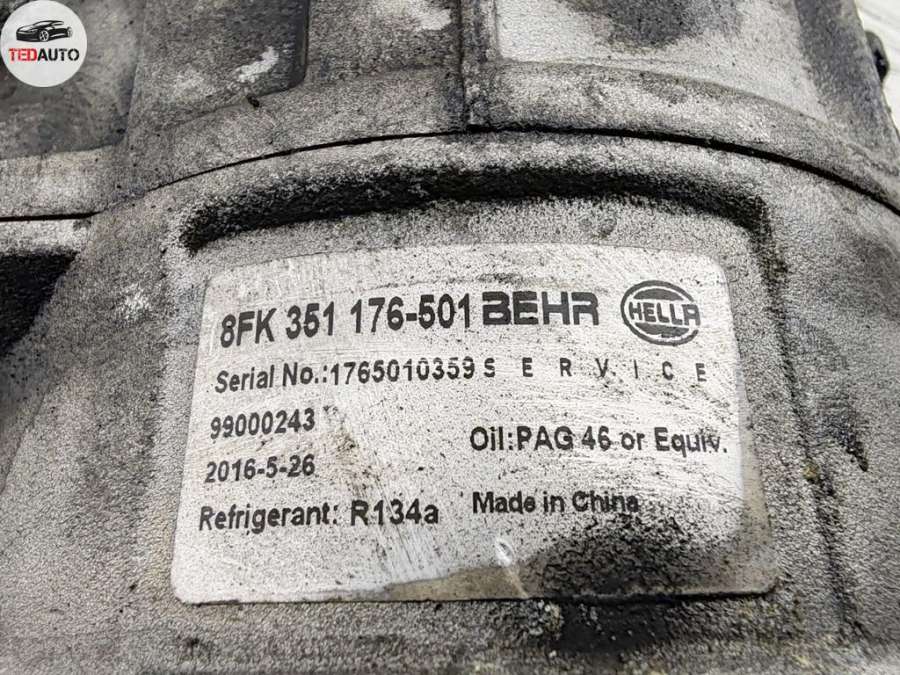 TEDAUTO
8FK 351 176-501 BEHR HELLA
Serial No.:1765010359 SERVICE
99000243
2016-5-26
Oil:PAG 46 or Equiv.
Refrigerant: R134a
Made in China